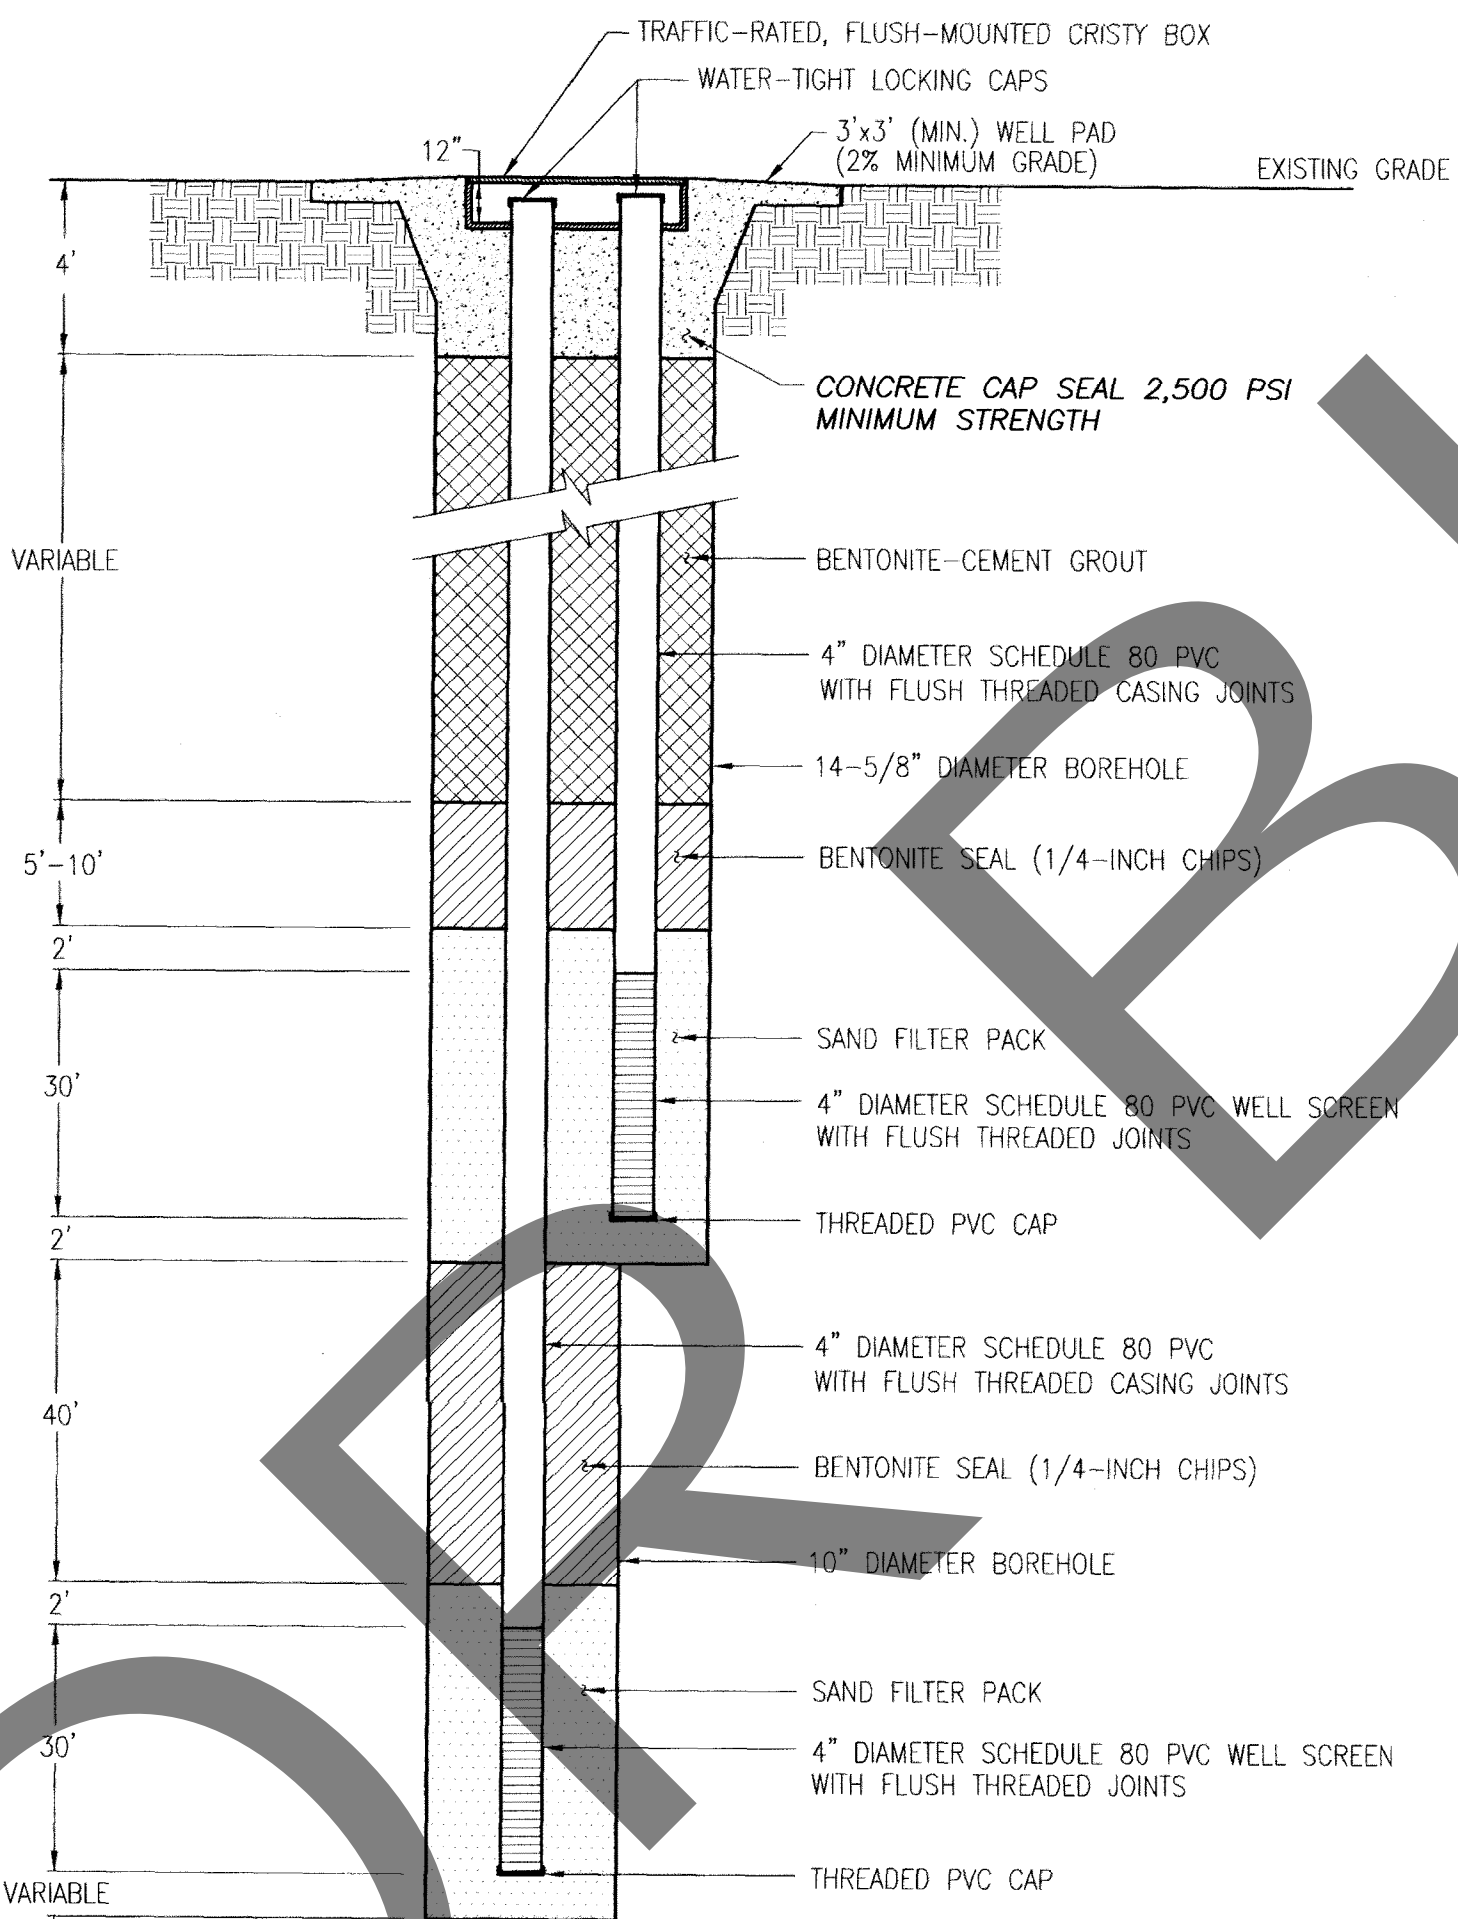 TRAFFIC-RATED, FLUSH-MOUNTED CRISTY BOX
WATER-TIGHT LOCKING CAPS
3'x3' (MIN.) WELL PAD
(2% MINIMUM GRADE)
12"
EXISTING GRADE
4'
CONCRETE CAP SEAL 2,500 PSI
MINIMUM STRENGTH
VARIABLE
BENTONITE-CEMENT GROUT
4" DIAMETER SCHEDULE 80 PVC
WITH FLUSH THREADED CASING JOINTS
14-5/8" DIAMETER BOREHOLE
5'-10'
BENTONITE SEAL (1/4-INCH CHIPS)
2'
SAND FILTER PACK
30'
4" DIAMETER SCHEDULE 80 PVC WELL SCREEN
WITH FLUSH THREADED JOINTS
THREADED PVC CAP
2'
4" DIAMETER SCHEDULE 80 PVC
WITH FLUSH THREADED CASING JOINTS
40'
BENTONITE SEAL (1/4-INCH CHIPS)
10" DIAMETER BOREHOLE
2'
SAND FILTER PACK
30'
4" DIAMETER SCHEDULE 80 PVC WELL SCREEN
WITH FLUSH THREADED JOINTS
THREADED PVC CAP
VARIABLE